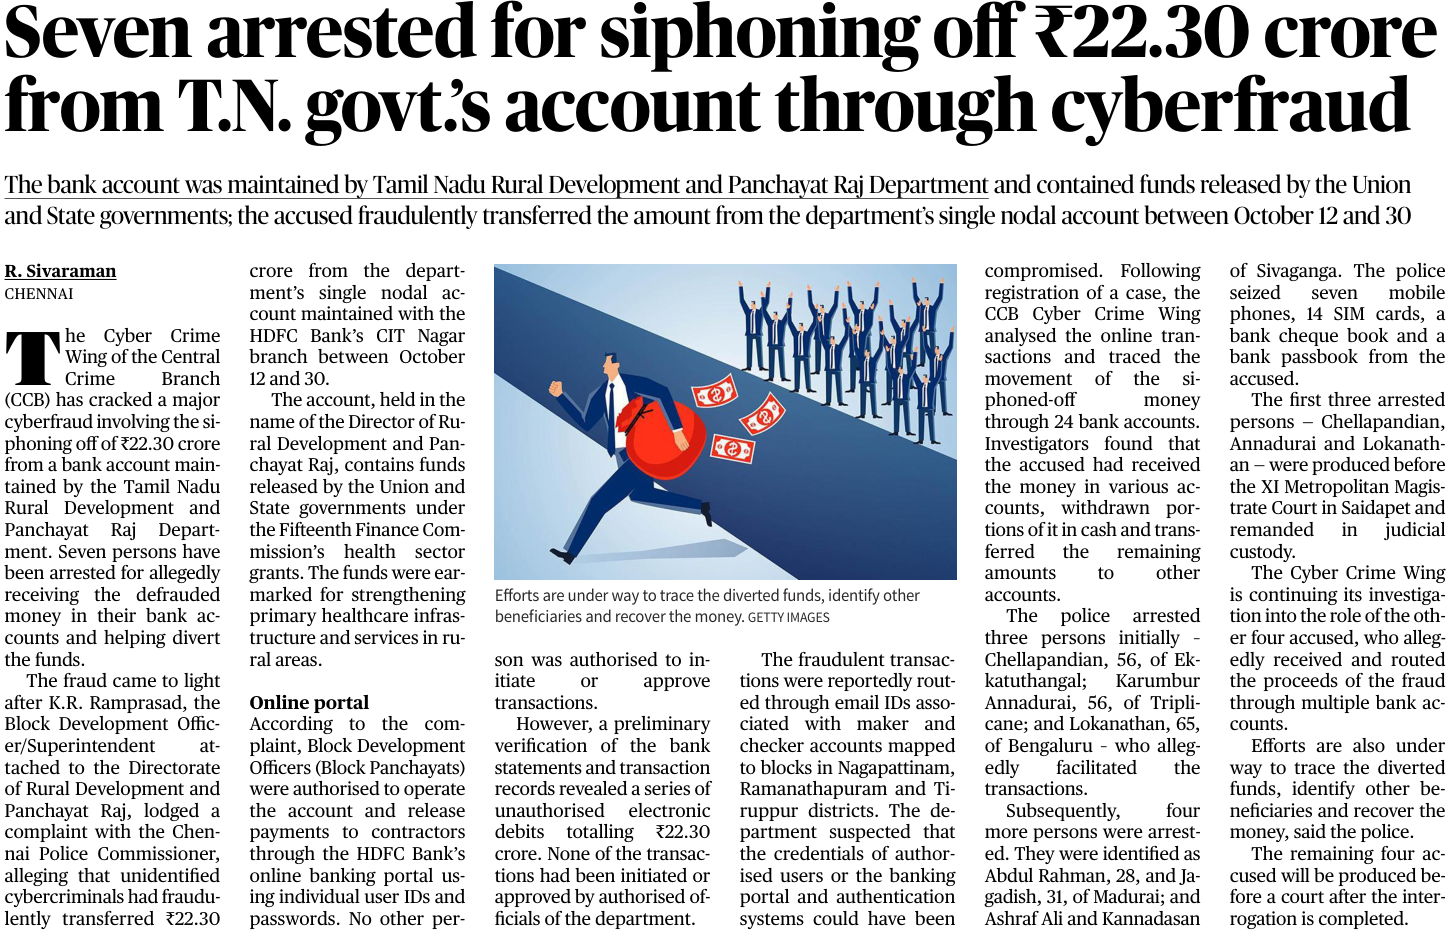 Seven arrested for siphoning off ₹22.30 crore
from T.N. govt.’s account through cyberfraud
The bank account was maintained by Tamil Nadu Rural Development and Panchayat Raj Department and contained funds released by the Union
and State governments; the accused fraudulently transferred the amount from the department’s single nodal account between October 12 and 30
R. Sivaraman
CHENNAI
The Cyber Crime
Wing of the Central
Crime Branch
(CCB) has cracked a major
cyberfraud involving the si-
phoning off of ₹22.30 crore
from a bank account main-
tained by the Tamil Nadu
Rural Development and
Panchayat Raj Depart-
ment. Seven persons have
been arrested for allegedly
receiving the defrauded
money in their bank ac-
counts and helping divert
the funds.
The fraud came to light
after K.R. Ramprasad, the
Block Development Offic-
er/Superintendent at-
tached to the Directorate
of Rural Development and
Panchayat Raj, lodged a
complaint with the Chen-
nai Police Commissioner,
alleging that unidentified
cybercriminals had fraudu-
lently transferred ₹22.30
crore from the depart-
ment’s single nodal ac-
count maintained with the
HDFC Bank’s CIT Nagar
branch between October
12 and 30.
The account, held in the
name of the Director of Ru-
ral Development and Pan-
chayat Raj, contains funds
released by the Union and
State governments under
the Fifteenth Finance Com-
mission’s health sector
grants. The funds were ear-
marked for strengthening
primary healthcare infras-
tructure and services in ru-
ral areas.
Online portal
According to the com-
plaint, Block Development
Officers (Block Panchayats)
were authorised to operate
the account and release
payments to contractors
through the HDFC Bank’s
online banking portal us-
ing individual user IDs and
passwords. No other per-
Efforts are under way to trace the diverted funds, identify other
beneficiaries and recover the money. GETTY IMAGES
son was authorised to in-
itiate or approve
transactions.
However, a preliminary
verification of the bank
statements and transaction
records revealed a series of
unauthorised electronic
debits totalling ₹22.30
crore. None of the transac-
tions had been initiated or
approved by authorised of-
ficials of the department.
The fraudulent transac-
tions were reportedly rout-
ed through email IDs asso-
ciated with maker and
checker accounts mapped
to blocks in Nagapattinam,
Ramanathapuram and Ti-
ruppur districts. The de-
partment suspected that
the credentials of author-
ised users or the banking
portal and authentication
systems could have been
compromised. Following
registration of a case, the
CCB Cyber Crime Wing
analysed the online tran-
sactions and traced the
movement of the si-
phoned-off money
through 24 bank accounts.
Investigators found that
the accused had received
the money in various ac-
counts, withdrawn por-
tions of it in cash and trans-
ferred the remaining
amounts to other
accounts.
The police arrested
three persons initially -
Chellapandian, 56, of Ek-
katuthangal; Karumbur
Annadurai, 56, of Tripli-
cane; and Lokanathan, 65,
of Bengaluru - who alleg-
edly facilitated the
transactions.
Subsequently, four
more persons were arrest-
ed. They were identified as
Abdul Rahman, 28, and Ja-
gadish, 31, of Madurai; and
Ashraf Ali and Kannadasan
of Sivaganga. The police
seized seven mobile
phones, 14 SIM cards, a
bank cheque book and a
bank passbook from the
accused.
The first three arrested
persons — Chellapandian,
Annadurai and Lokanath-
an — were produced before
the XI Metropolitan Magis-
trate Court in Saidapet and
remanded in judicial
custody.
The Cyber Crime Wing
is continuing its investiga-
tion into the role of the oth-
er four accused, who alleg-
edly received and routed
the proceeds of the fraud
through multiple bank ac-
counts.
Efforts are also under
way to trace the diverted
funds, identify other be-
neficiaries and recover the
money, said the police.
The remaining four ac-
cused will be produced be-
fore a court after the inter-
rogation is completed.